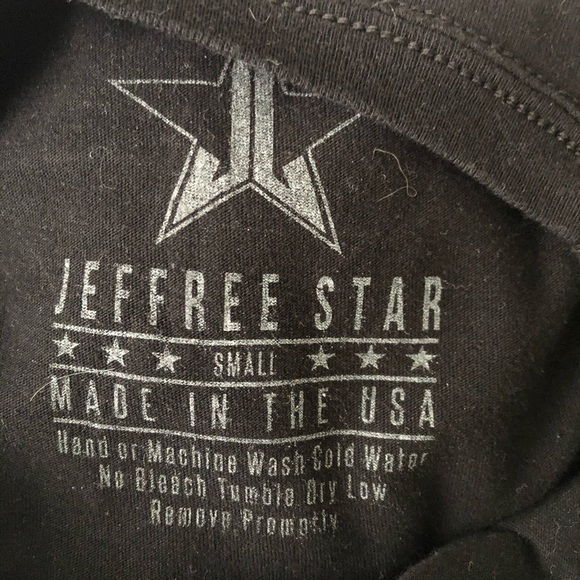 JEFFREE STAR
SMALL
MADE IN THE USA
Hand or Machine Wash Cold Water
No Bleach Tumble Dry Low
Remove Promptly